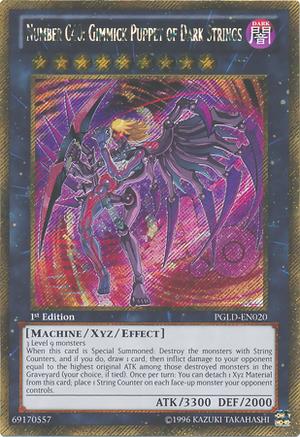 NUMBER C40: GIMMICK PUPPET OF DARK STRINGS
DARK
闇
1st Edition
PGLD-EN020
[MACHINE/XYZ/EFFECT]
3 Level 9 monsters
When this card is Special Summoned: Destroy the monsters with String
Counters, and if you do, draw 1 card, then inflict damage to your opponent
equal to the highest original ATK among those destroyed monsters in the
Graveyard (your choice, if tied). Once per turn: You can detach 1 Xyz Material
from this card; place 1 String Counter on each face-up monster your opponent
controls.
ATK/3300 DEF/2000
69170557
©1996 KAZUKI TAKAHASHI